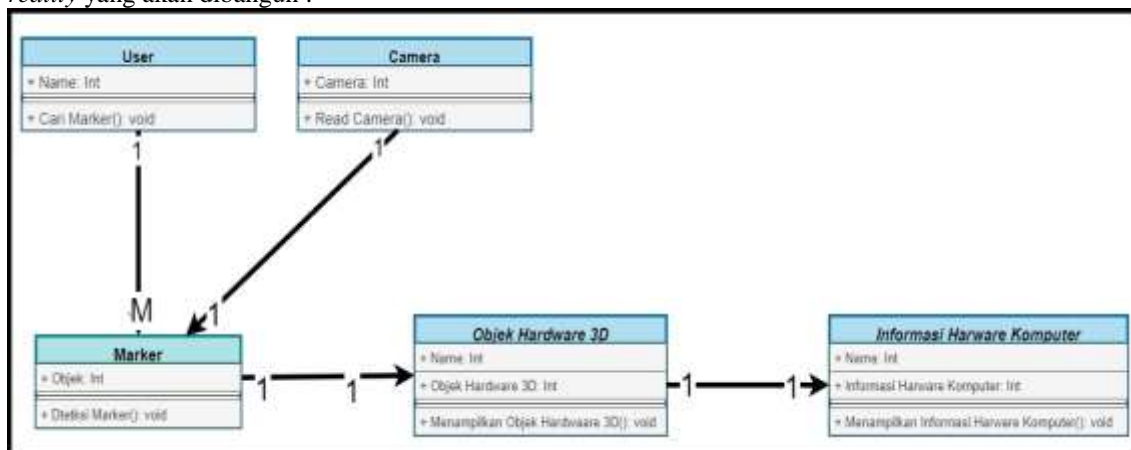 reality yang akan dibangun :
User
+ Name: Int
+ Cari Marker(): void
Camera
+ Camera: Int
+ Read Camera(): void
1
1
M
1
Marker
+ Objek: Int
+ Dteksi Marker(): void
1
1
Objek Hardware 3D
+ Name: Int
+ Objek Hardware 3D: Int
+ Menampilkan Objek Hardwaare 3D(): void
1
1
Informasi Harware Komputer
+ Name: Int
+ Informasi Harware Komputer: Int
+ Menampilkan Informasi Harware Komputer(): void